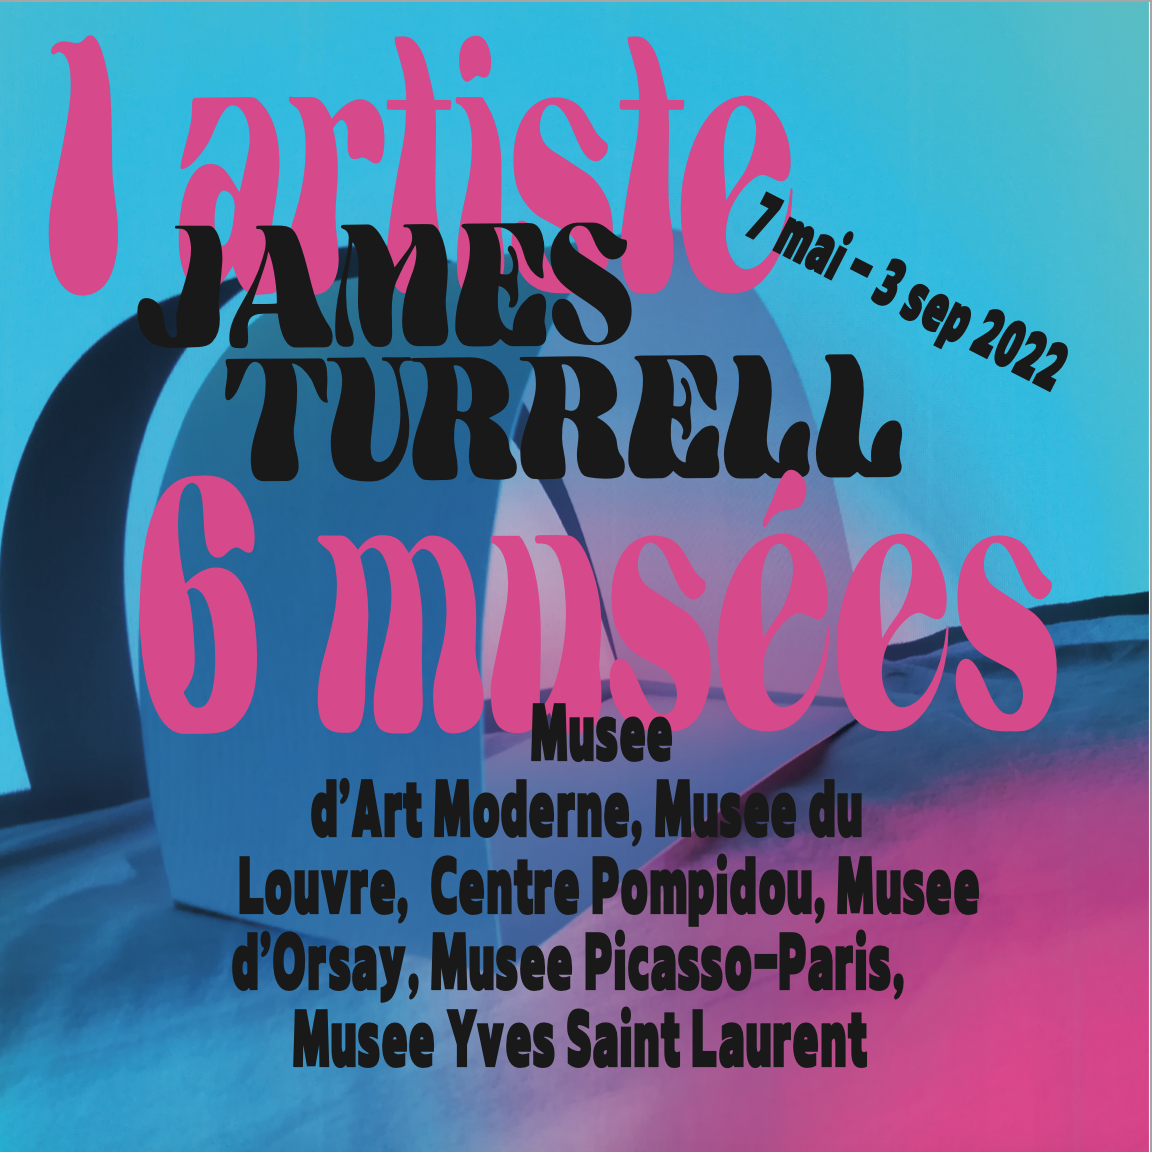 1 artiste
7 mai - 3 sep 2022
JAMES
TURRELL
6 musées
Musee
d'Art Moderne, Musee du
Louvre, Centre Pompidou, Musee
d'Orsay, Musee Picasso-Paris,
Musee Yves Saint Laurent